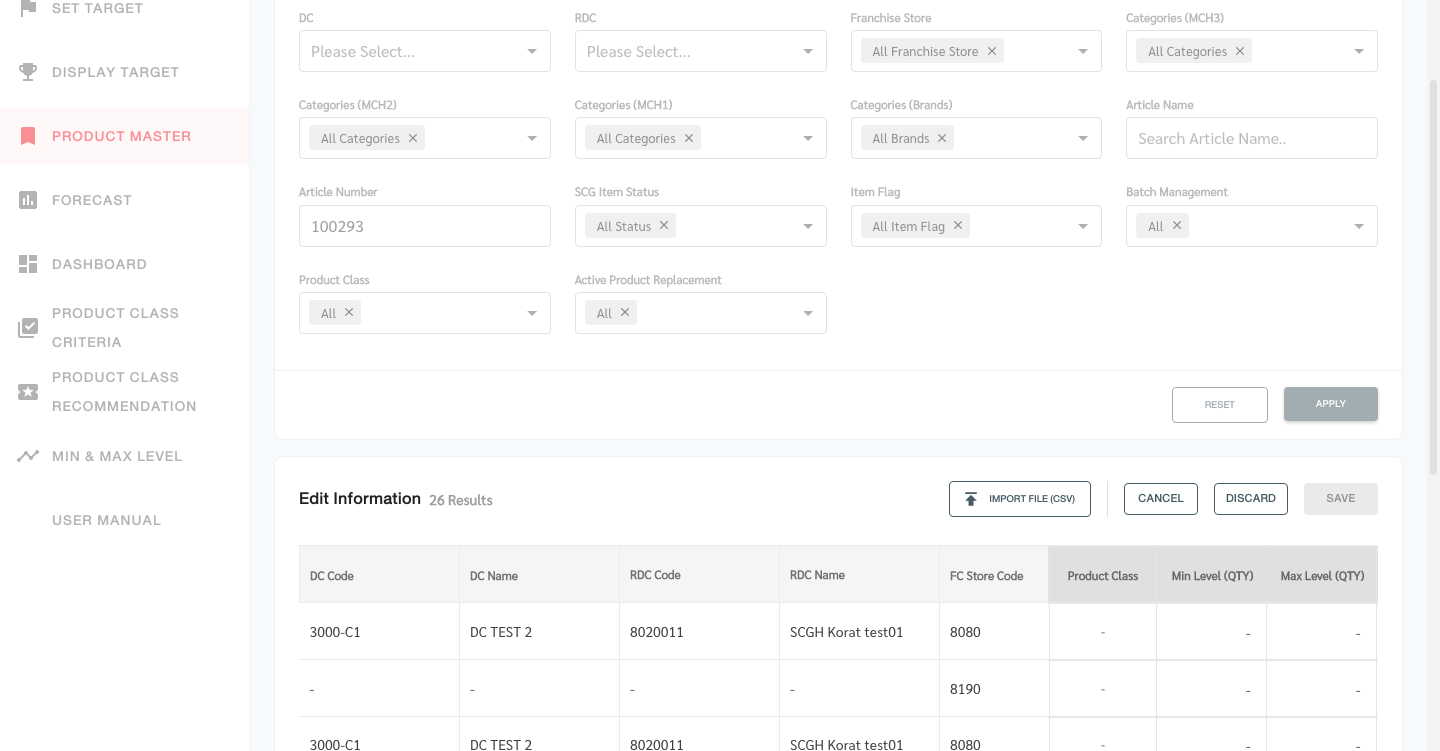 SET TARGET
DISPLAY TARGET
PRODUCT MASTER
FORECAST
DASHBOARD
PRODUCT CLASS
CRITERIA
PRODUCT CLASS
RECOMMENDATION
MIN & MAX LEVEL
USER MANUAL
DC RDC Franchise Store Categories (MCH3)
Please Select... Please Select... All Franchise Store × All Categories ×
Categories (MCH2) Categories (MCH1) Categories (Brands) Article Name
All Categories × All Categories × All Brands × Search Article Name..
Article Number SCG Item Status Item Flag Batch Management
100293 All Status × All Item Flag × All ×
Product Class Active Product Replacement
All × All ×
RESET APPLY
Edit Information 26 Results IMPORT FILE (CSV) CANCEL DISCARD SAVE
DC Code DC Name RDC Code RDC Name FC Store Code Product Class Min Level (QTY) Max Level (QTY)
3000-C1 DC TEST 2 8020011 SCGH Korat test01 8080 - - -
- - - - 8190 - - -
3000-C1 DC TEST 2 8020011 SCGH Korat test01 8080 - - -